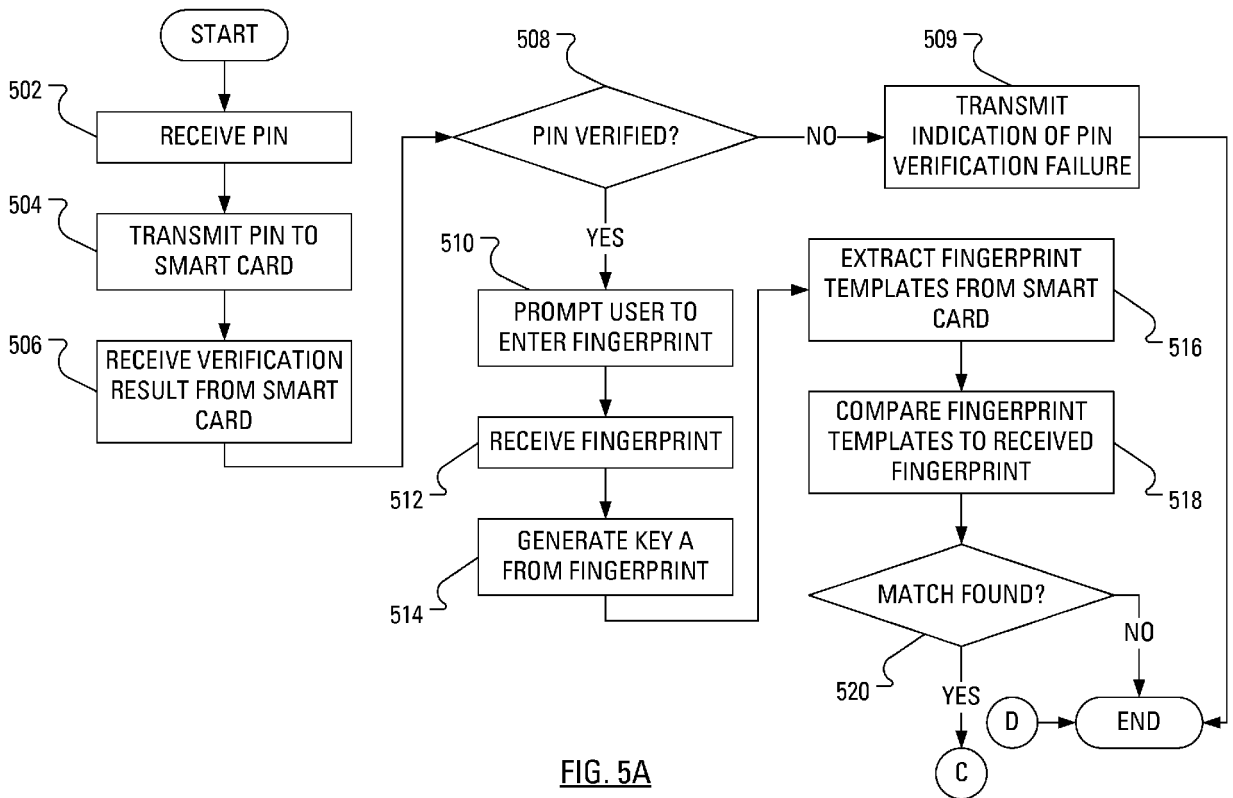 START
502
RECEIVE PIN
504
TRANSMIT PIN TO
SMART CARD
506
RECEIVE VERIFICATION
RESULT FROM SMART
CARD
508
PIN VERIFIED?
NO
509
TRANSMIT
INDICATION OF PIN
VERIFICATION FAILURE
YES
510
PROMPT USER TO
ENTER FINGERPRINT
512
RECEIVE FINGERPRINT
514
GENERATE KEY A
FROM FINGERPRINT
EXTRACT FINGERPRINT
TEMPLATES FROM SMART
CARD
516
COMPARE FINGERPRINT
TEMPLATES TO RECEIVED
FINGERPRINT
518
MATCH FOUND?
520
NO
YES
D
END
C
FIG. 5A